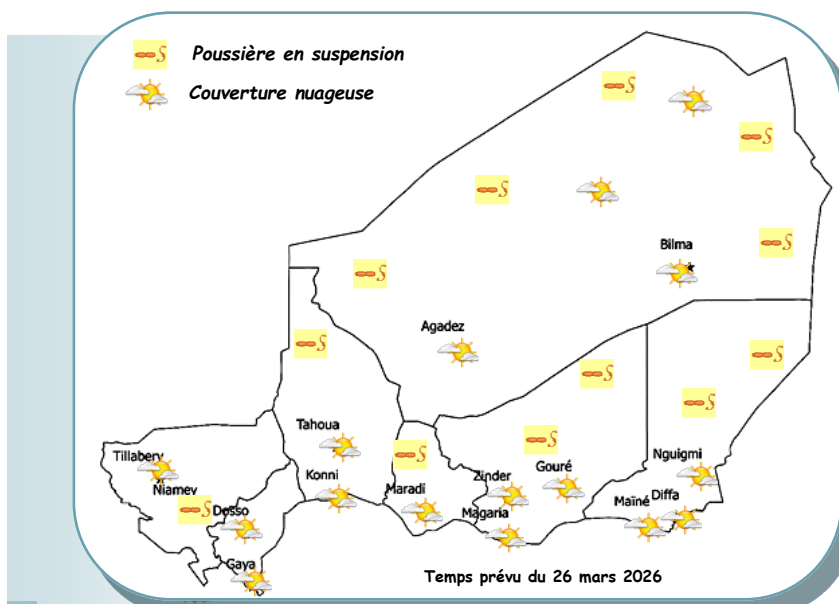 Poussière en suspension
Couverture nuageuse
Bilma
Agadez
Tahoua
Tillabery
Nguigmi
Gouré
Zinder
Konni
Niamey
Maradi
Maïné
Diffa
Dosso
Magaria
Gaya
Temps prévu du 26 mars 2026